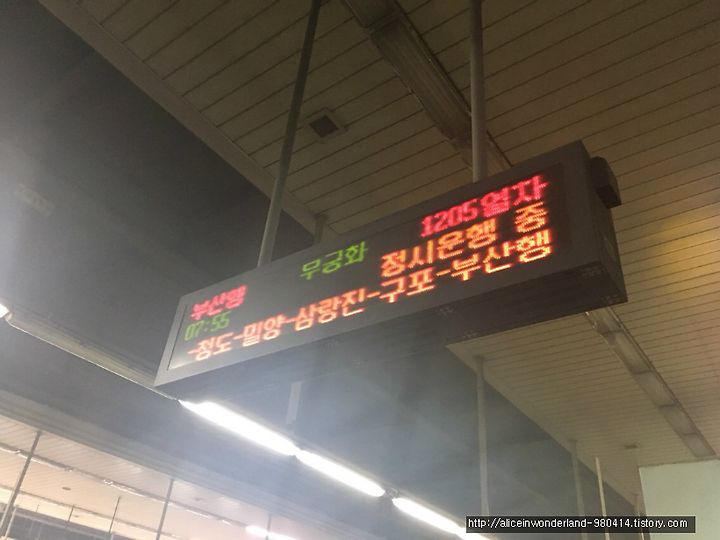 부산행 무궁화 1205열차
07:55 정시운행 중
-청도-밀양-삼랑진-구포-부산행
http://aliceinwonderland-980414.tistory.com